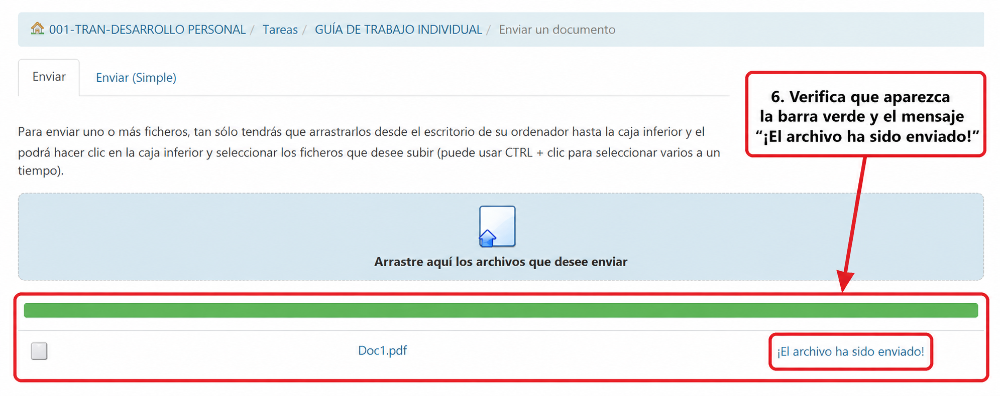 001-TRAN-DESARROLLO PERSONAL / Tareas / GUÍA DE TRABAJO INDIVIDUAL / Enviar un documento
Enviar
Enviar (Simple)
6. Verifica que aparezca
la barra verde y el mensaje
“¡El archivo ha sido enviado!”
Para enviar uno o más ficheros, tan sólo tendrás que arrastrarlos desde el escritorio de su ordenador hasta la caja inferior y el
podrá hacer clic en la caja inferior y seleccionar los ficheros que desee subir (puede usar CTRL + clic para seleccionar varios a un
tiempo).
Arrastre aquí los archivos que desee enviar
Doc1.pdf
¡El archivo ha sido enviado!